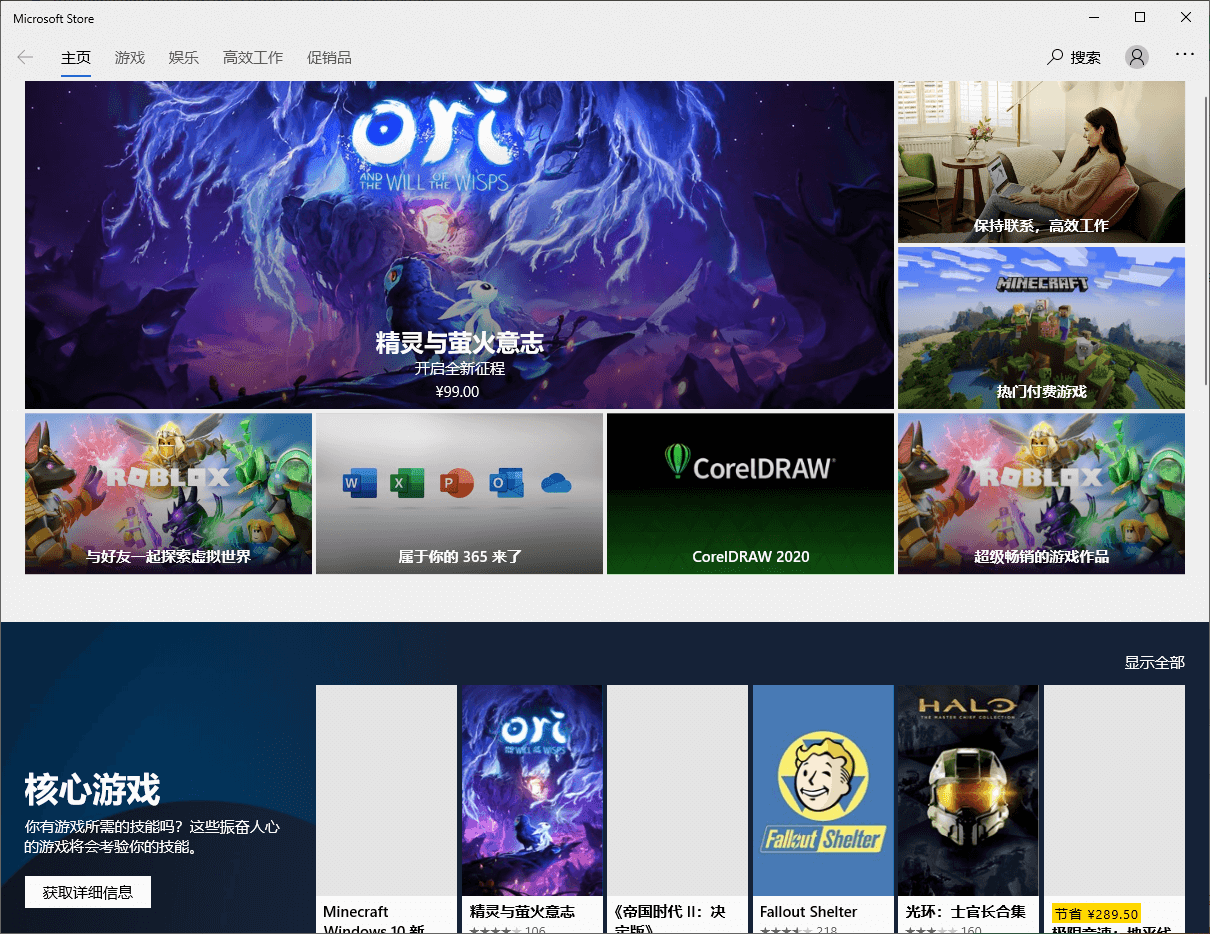 Microsoft Store
主页 游戏 娱乐 高效工作 促销品 搜索
ori
AND THE WILL OF THE WISPS
精灵与萤火意志
开启全新征程
¥99.00
保持联系，高效工作
MINECRAFT
热门付费游戏
ROBLOX
与好友一起探索虚拟世界
W X P O
属于你的 365 来了
CorelDRAW
CorelDRAW 2020
ROBLOX
超级畅销的游戏作品
显示全部
核心游戏
你有游戏所需的技能吗？这些振奋人心
的游戏将会考验你的技能。
获取详细信息
Minecraft
Windows 10 新
ori
AND THE WILL OF THE WISPS
精灵与萤火意志
106
《帝国时代 II：决
定版》
Fallout Shelter
Fallout Shelter
218
HALO
THE MASTER CHIEF COLLECTION
光环：士官长合集
160
节省 ¥289.50
极限竞速：地平线